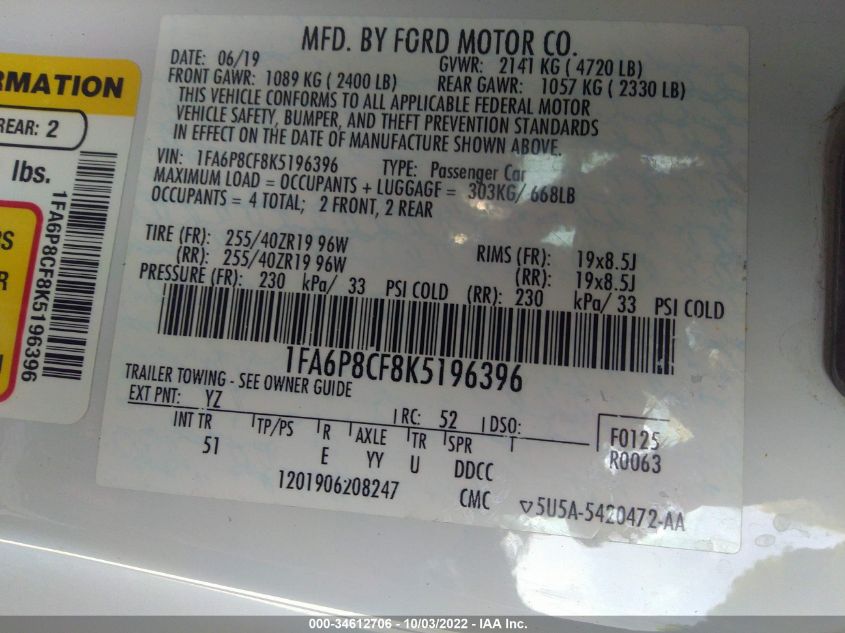 MFD. BY FORD MOTOR CO.
DATE: 06/19 GVWR: 2141 KG ( 4720 LB)
FRONT GAWR: 1089 KG ( 2400 LB) REAR GAWR: 1057 KG ( 2330 LB)
THIS VEHICLE CONFORMS TO ALL APPLICABLE FEDERAL MOTOR
VEHICLE SAFETY, BUMPER, AND THEFT PREVENTION STANDARDS
IN EFFECT ON THE DATE OF MANUFACTURE SHOWN ABOVE.
VIN: 1FA6P8CF8K5196396 TYPE: Passenger Car
MAXIMUM LOAD = OCCUPANTS + LUGGAGE = 303KG/ 668LB
OCCUPANTS = 4 TOTAL; 2 FRONT, 2 REAR
TIRE (FR): 255/40ZR19 96W RIMS (FR): 19x8.5J
(RR): 255/40ZR19 96W (RR): 19x8.5J
PRESSURE (FR): 230 kPa/ 33 PSI COLD (RR): 230 kPa/ 33 PSI COLD
1FA6P8CF8K5196396
TRAILER TOWING - SEE OWNER GUIDE
EXT PNT: YZ RC: 52 DSO:
INT TR TP/PS R AXLE TR SPR T F0125
51 E YY U DDCC R0063
1201906208247 CMC ▽5U5A-5420472-AA
RMATION
REAR: 2
lbs.
1FA6P8CF8K5196396
000-34612706 - 10/03/2022 - IAA Inc.